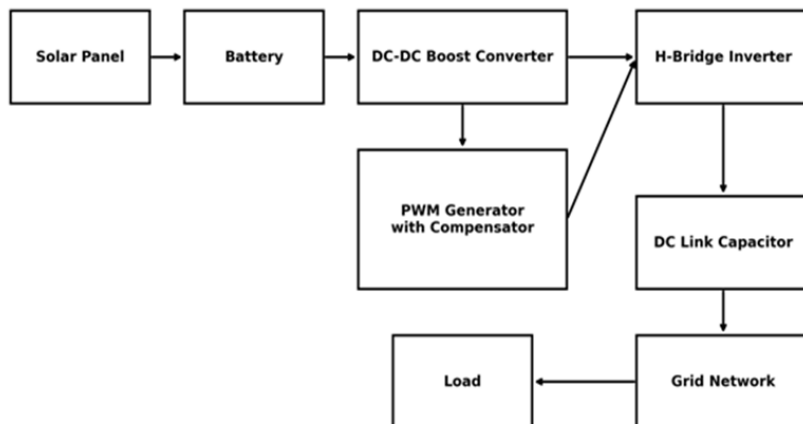 Solar Panel
Battery
DC-DC Boost Converter
H-Bridge Inverter
PWM Generator
with Compensator
DC Link Capacitor
Load
Grid Network